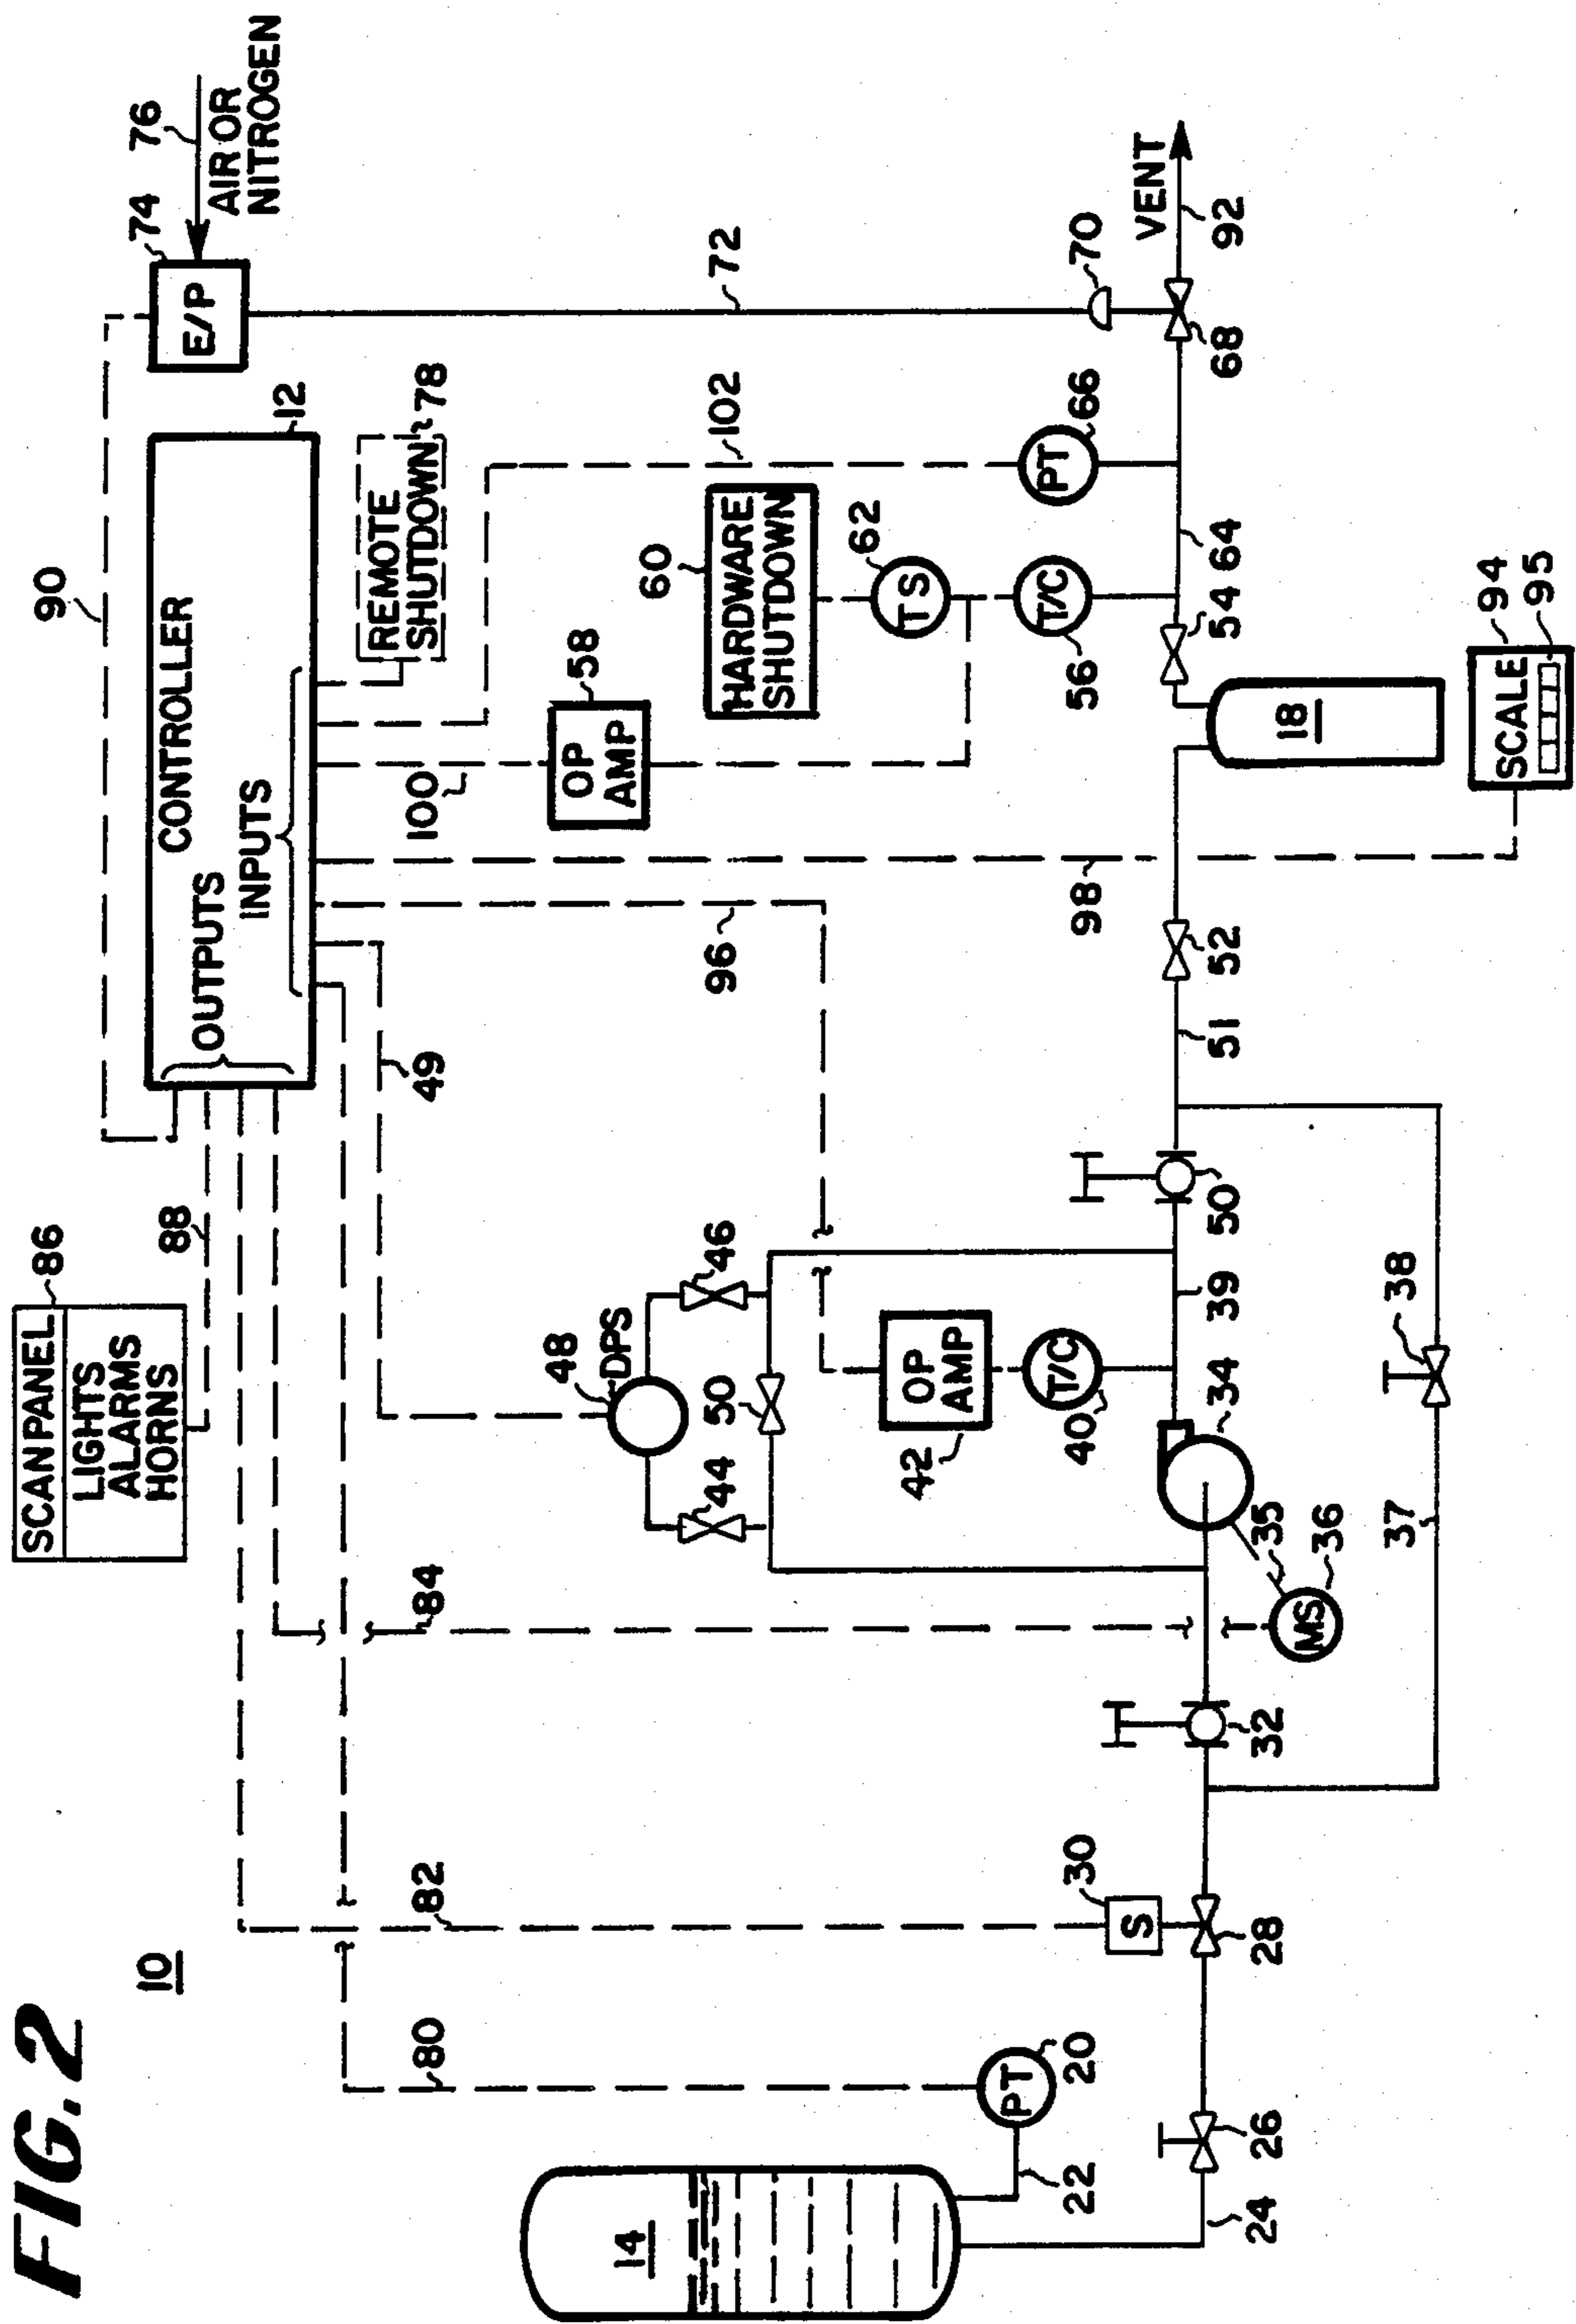 FIG. 2
10
SCAN PANEL
LIGHTS
ALARMS
HORNS
86
88
90
CONTROLLER
OUTPUTS
INPUTS
12
E/P
74
76
AIR OR
NITROGEN
REMOTE
SHUTDOWN
78
80
82
84
49
96
98
100
102
72
48
DPS
44
46
50
OP
AMP
42
T/C
40
OP
AMP
58
HARDWARE
SHUTDOWN
60
TS
62
T/C
56
PT
66
70
VENT
92
68
64
54
14
PT
20
22
24
26
S
30
28
32
MS
36
35
34
39
50
51
52
37
38
18
SCALE
94
95